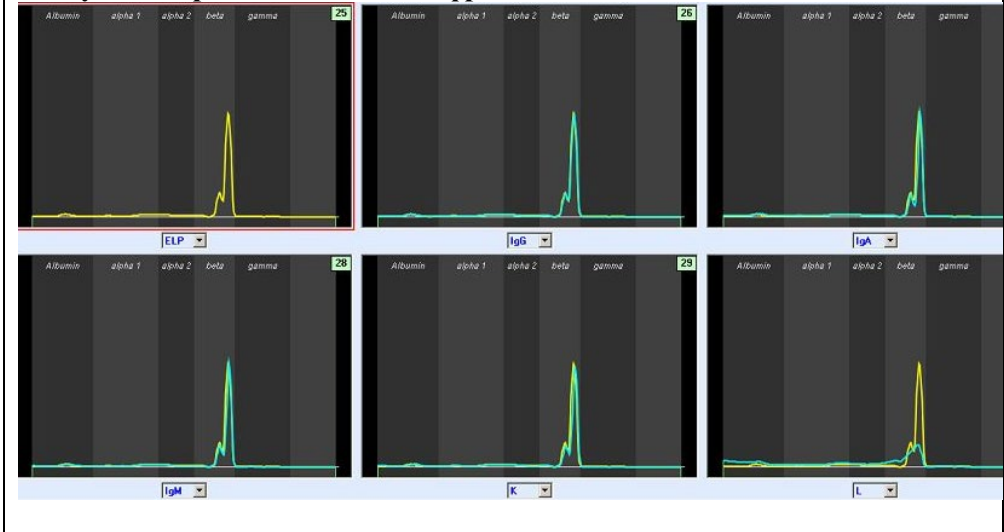 Albumin alpha 1 alpha 2 beta gamma 25
Albumin alpha 1 alpha 2 beta gamma 26
Albumin alpha 1 alpha 2 beta gamma
ELP
IgG
IgA
Albumin alpha 1 alpha 2 beta gamma 28
Albumin alpha 1 alpha 2 beta gamma 29
Albumin alpha 1 alpha 2 beta gamma
IgM
K
L